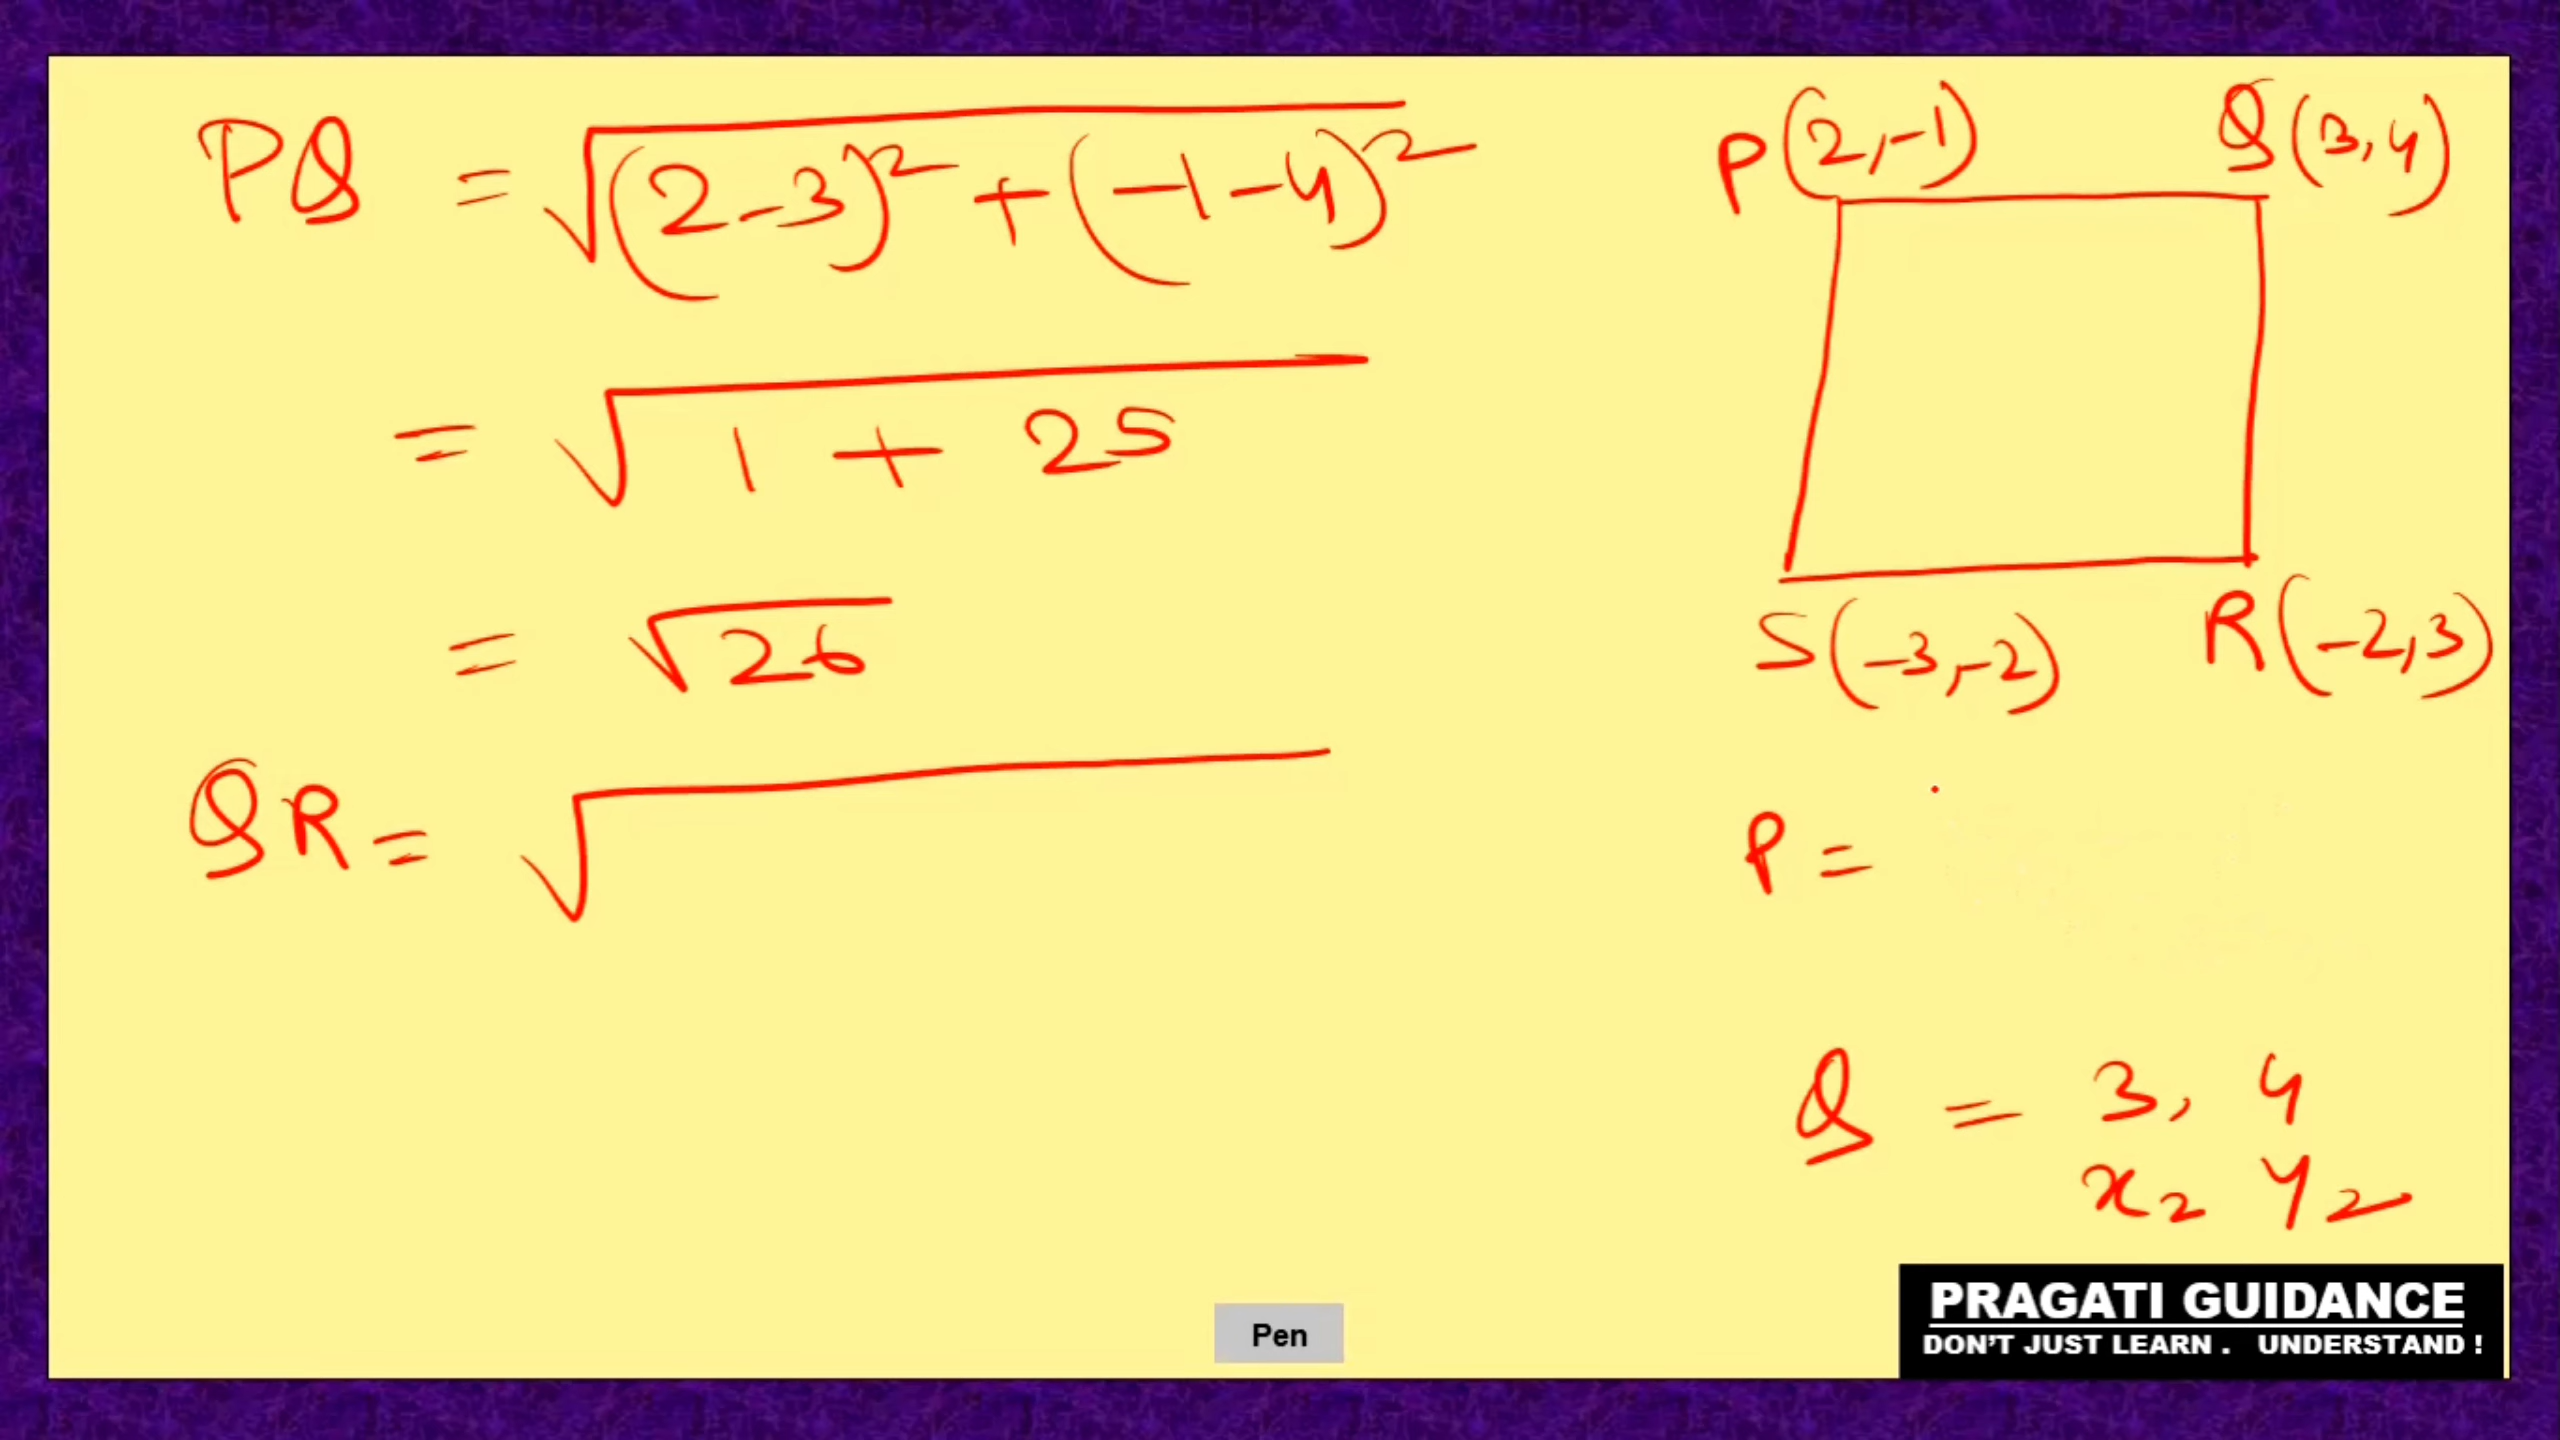 PQ = √(2-3)² + (-1-4)²
= √1 + 25
= √26
QR = √
P(2,-1) Q(3,4)
S(-3,-2) R(-2,3)
P =
Q = 3, 4
x₂ y₂
Pen
PRAGATI GUIDANCE
DON'T JUST LEARN . UNDERSTAND !